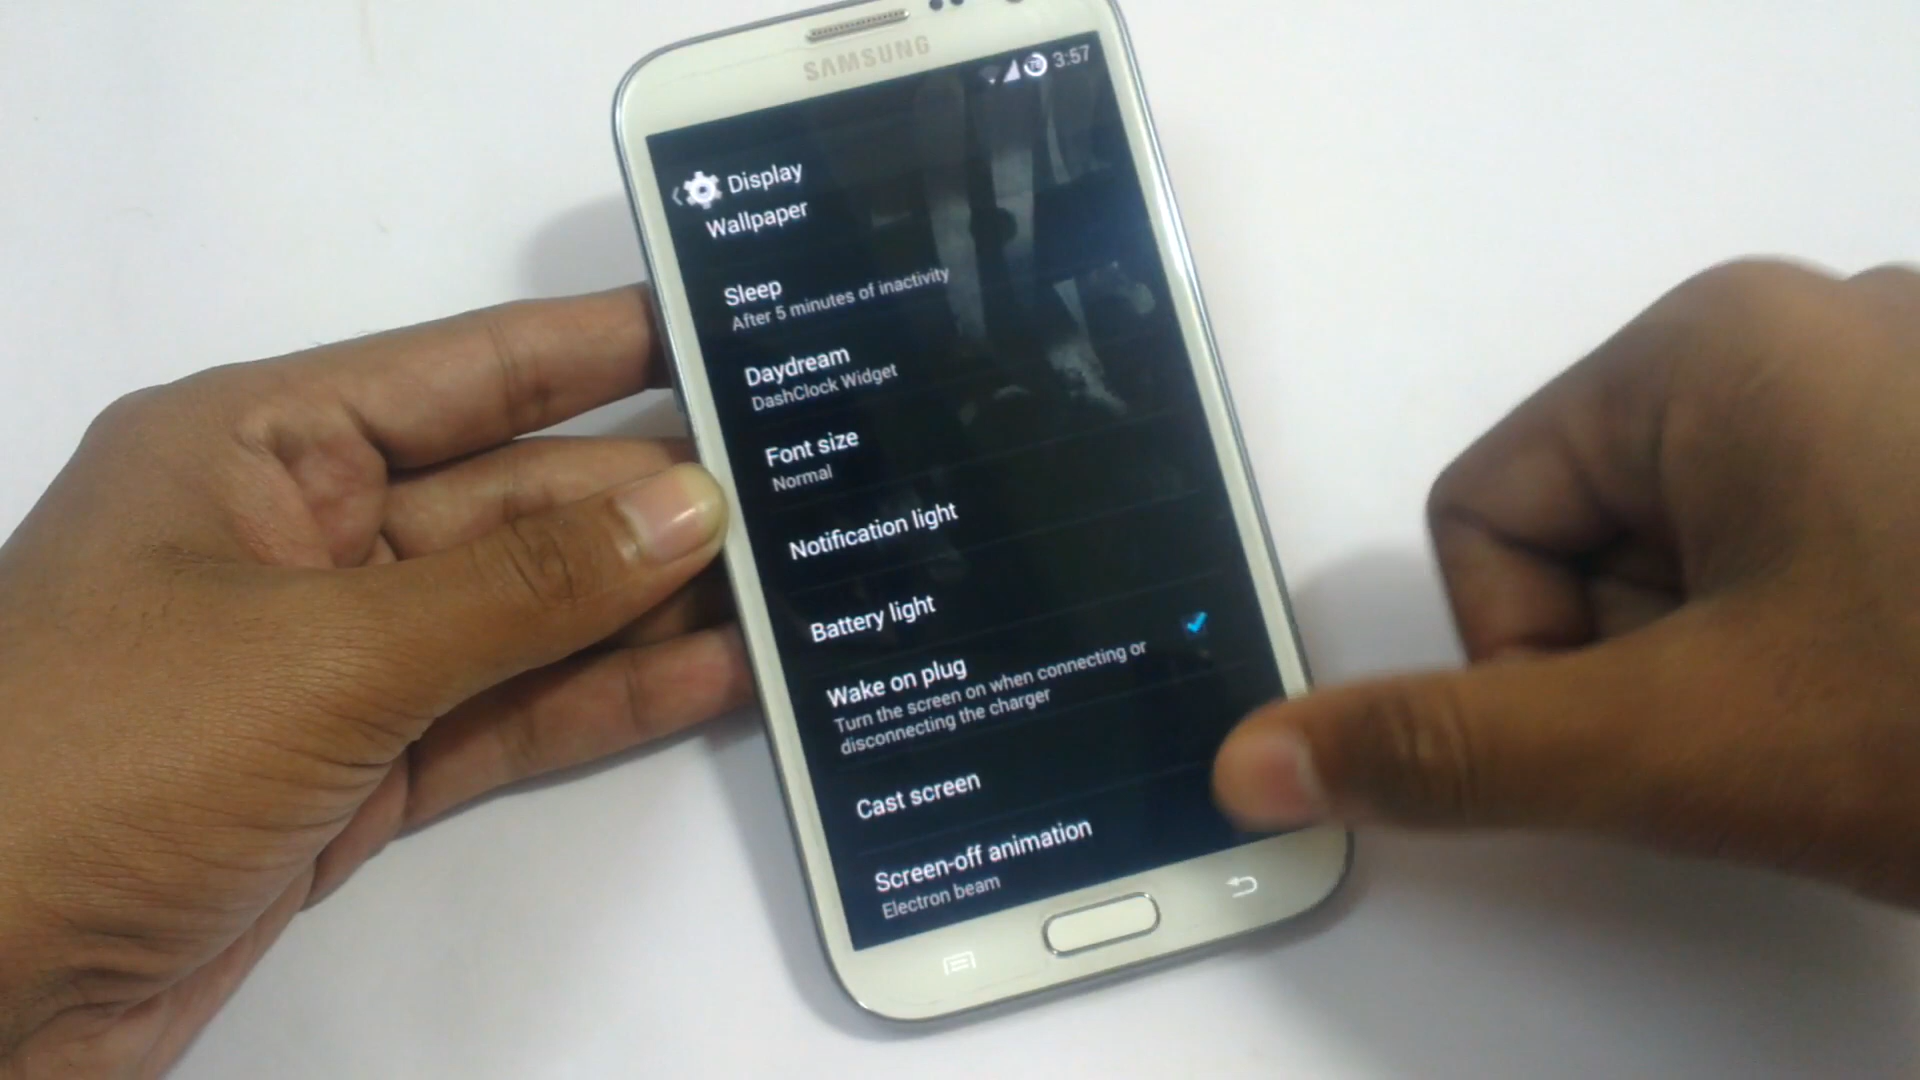 SAMSUNG
3:57
Display
Wallpaper
Sleep
After 5 minutes of inactivity
Daydream
DashClock Widget
Font size
Normal
Notification light
Battery light
Wake on plug
Turn the screen on when connecting or
disconnecting the charger
Cast screen
Screen-off animation
Electron beam